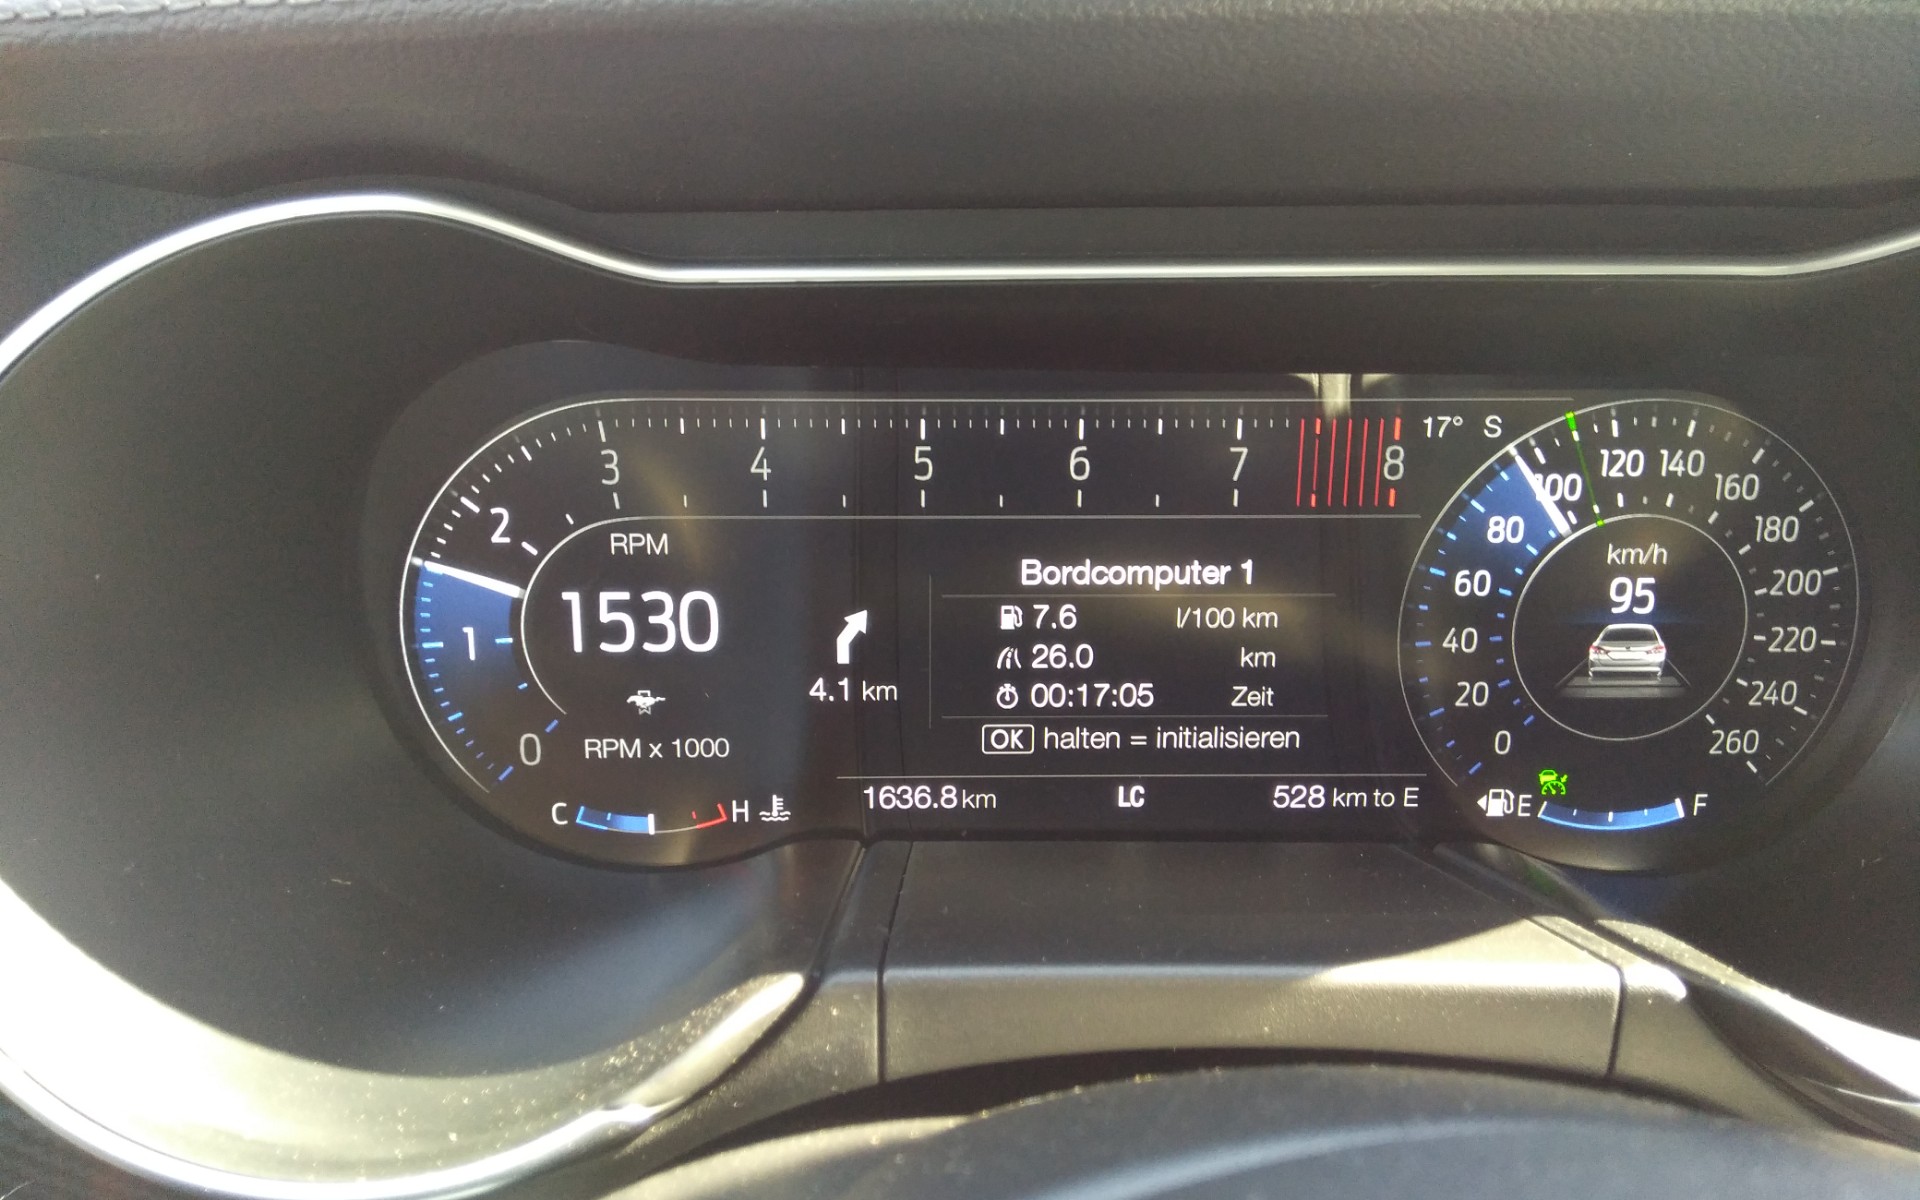 3 4 5 6 7 8
17° S
2
1
0
RPM
1530
RPM x 1000
C H
4.1 km
Bordcomputer 1
7.6 l/100 km
26.0 km
00:17:05 Zeit
OK halten = initialisieren
1636.8 km LC 528 km to E
0 20 40 60 80 100 120 140 160 180 200 220 240 260
km/h
95
E F